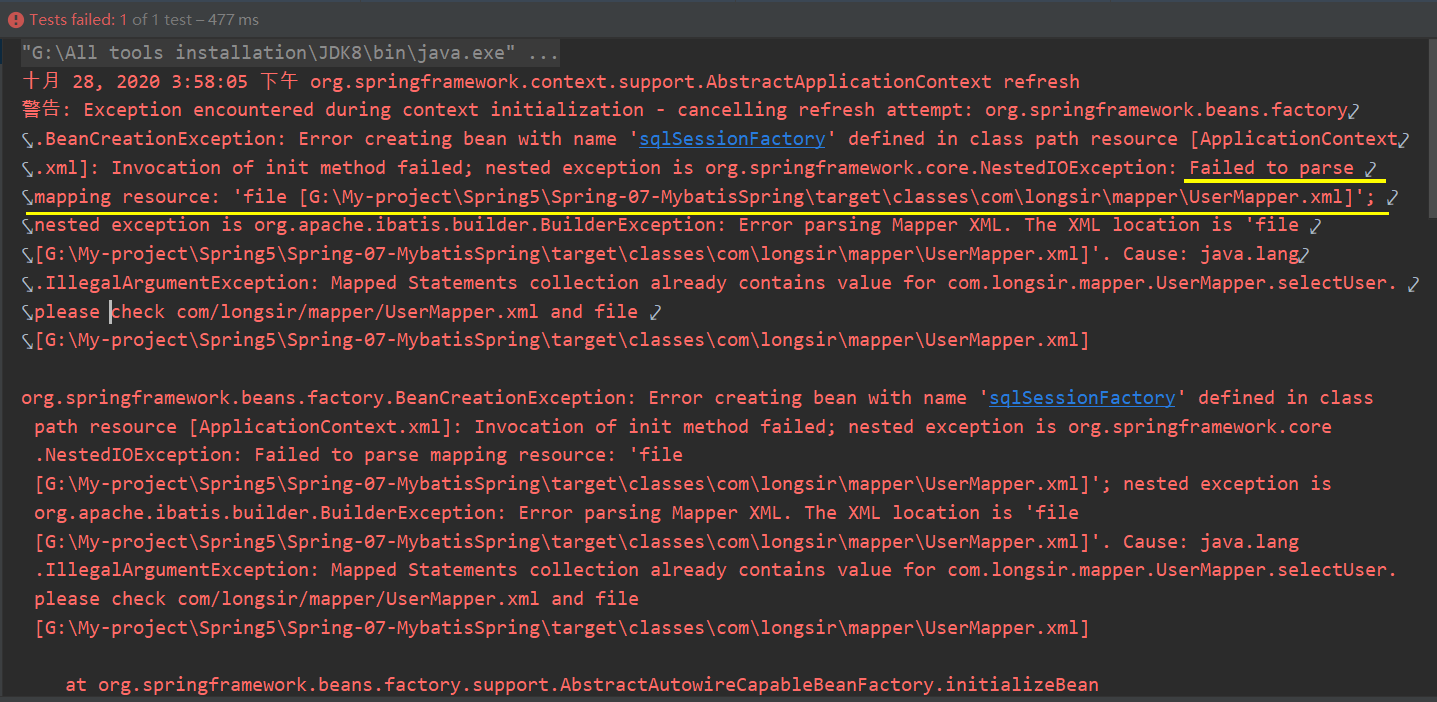 Tests failed: 1 of 1 test – 477 ms
"G:\All tools installation\JDK8\bin\java.exe" ...
十月 28, 2020 3:58:05 下午 org.springframework.context.support.AbstractApplicationContext refresh
警告: Exception encountered during context initialization - cancelling refresh attempt: org.springframework.beans.factory
.BeanCreationException: Error creating bean with name 'sqlSessionFactory' defined in class path resource [ApplicationContext
.xml]: Invocation of init method failed; nested exception is org.springframework.core.NestedIOException: Failed to parse
mapping resource: 'file [G:\My-project\Spring5\Spring-07-MybatisSpring\target\classes\com\longsir\mapper\UserMapper.xml]';
nested exception is org.apache.ibatis.builder.BuilderException: Error parsing Mapper XML. The XML location is 'file
[G:\My-project\Spring5\Spring-07-MybatisSpring\target\classes\com\longsir\mapper\UserMapper.xml]'. Cause: java.lang
.IllegalArgumentException: Mapped Statements collection already contains value for com.longsir.mapper.UserMapper.selectUser.
please check com/longsir/mapper/UserMapper.xml and file
[G:\My-project\Spring5\Spring-07-MybatisSpring\target\classes\com\longsir\mapper\UserMapper.xml]
org.springframework.beans.factory.BeanCreationException: Error creating bean with name 'sqlSessionFactory' defined in class
path resource [ApplicationContext.xml]: Invocation of init method failed; nested exception is org.springframework.core
.NestedIOException: Failed to parse mapping resource: 'file
[G:\My-project\Spring5\Spring-07-MybatisSpring\target\classes\com\longsir\mapper\UserMapper.xml]'; nested exception is
org.apache.ibatis.builder.BuilderException: Error parsing Mapper XML. The XML location is 'file
[G:\My-project\Spring5\Spring-07-MybatisSpring\target\classes\com\longsir\mapper\UserMapper.xml]'. Cause: java.lang
.IllegalArgumentException: Mapped Statements collection already contains value for com.longsir.mapper.UserMapper.selectUser.
please check com/longsir/mapper/UserMapper.xml and file
[G:\My-project\Spring5\Spring-07-MybatisSpring\target\classes\com\longsir\mapper\UserMapper.xml]
at org.springframework.beans.factory.support.AbstractAutowireCapableBeanFactory.initializeBean